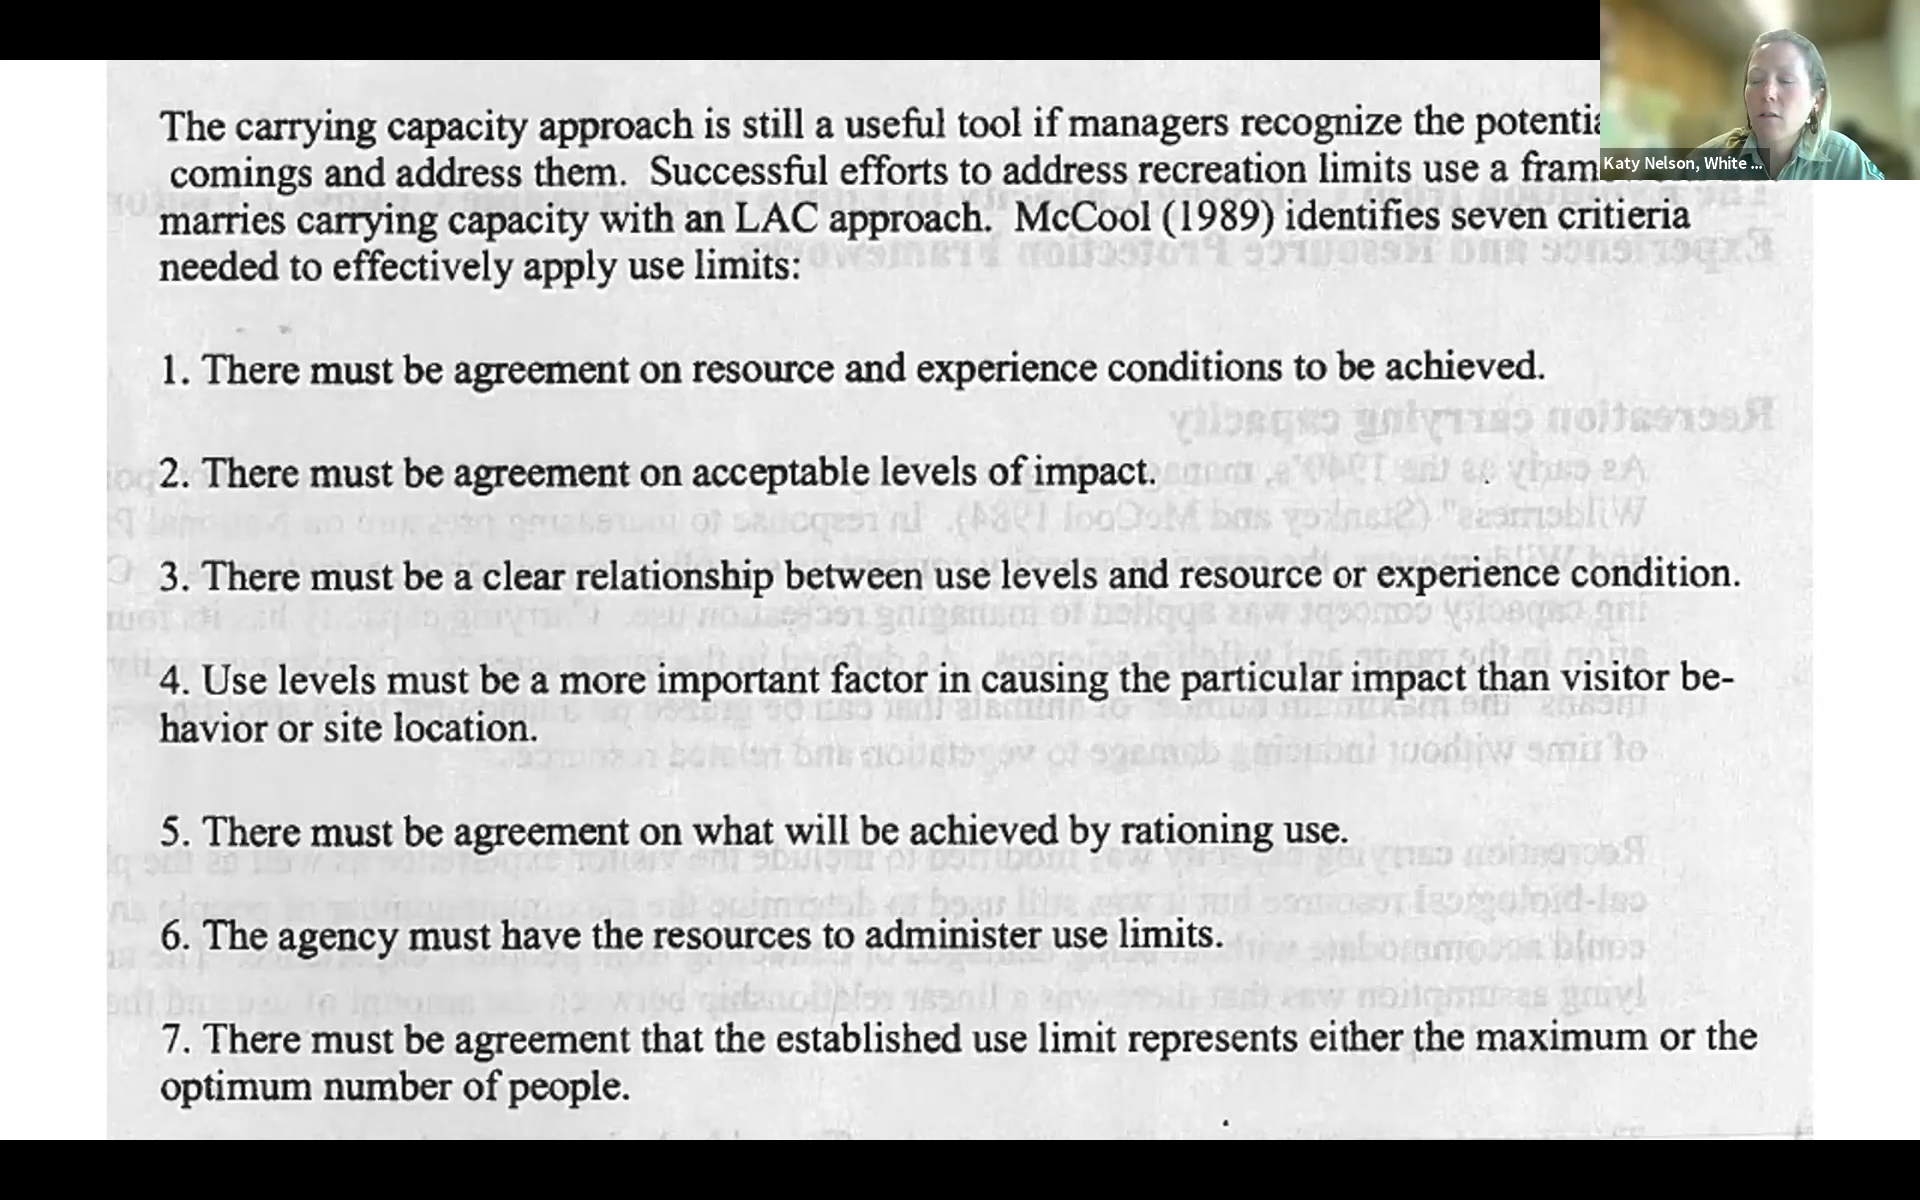 The carrying capacity approach is still a useful tool if managers recognize the
comings and address them. Successful efforts to address recreation limits use a
marries carrying capacity with an LAC approach. McCool (1989) identifies seven critieria
needed to effectively apply use limits:
1. There must be agreement on resource and experience conditions to be achieved.
2. There must be agreement on acceptable levels of impact.
3. There must be a clear relationship between use levels and resource or experience condition.
4. Use levels must be a more important factor in causing the particular impact than visitor be-
havior or site location.
5. There must be agreement on what will be achieved by rationing use.
6. The agency must have the resources to administer use limits.
7. There must be agreement that the established use limit represents either the maximum or the
optimum number of people.
Katy Nelson, White ...